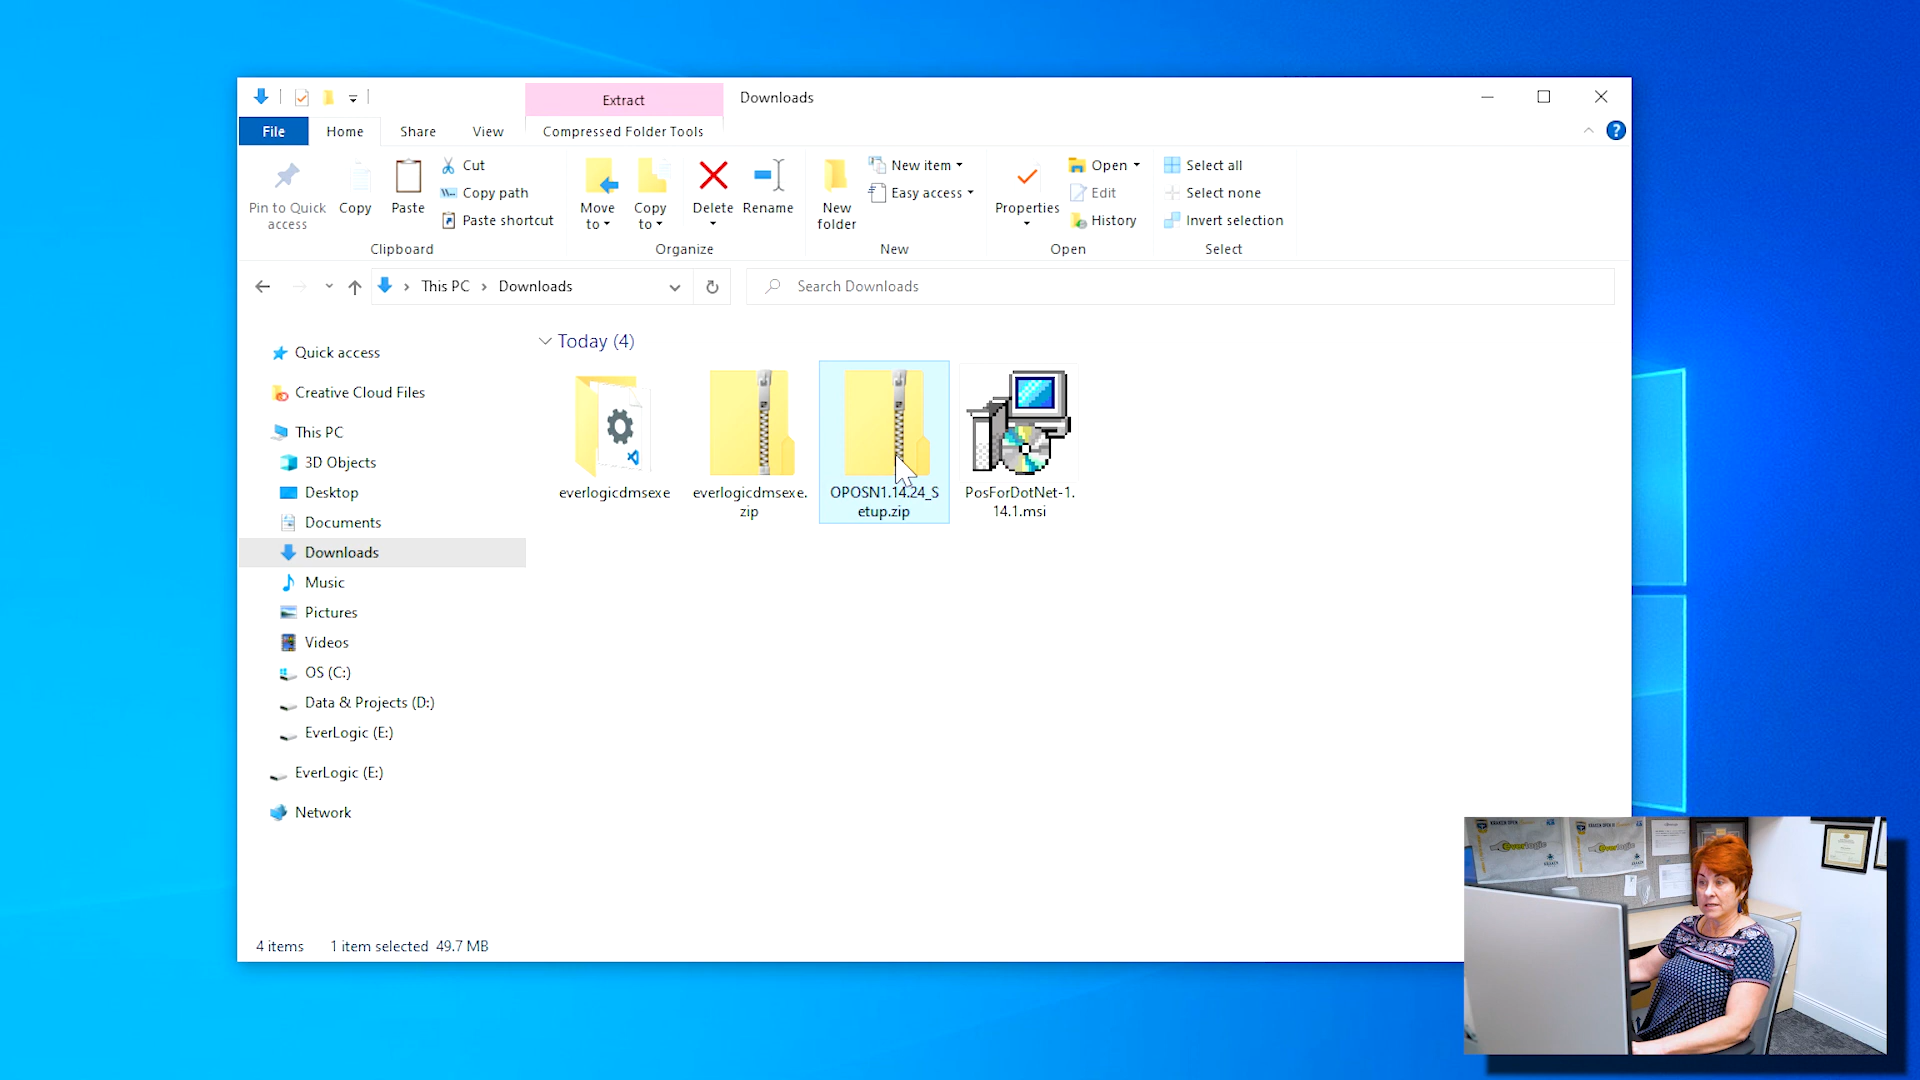 Extract
Downloads
File
Home
Share
View
Compressed Folder Tools
?
Pin to Quick
access
Copy
Paste
Cut
Copy path
Paste shortcut
Clipboard
Move
to
Copy
to
Delete
Rename
Organize
New
folder
New item
Easy access
New
Properties
Open
Edit
History
Open
Select all
Select none
Invert selection
Select
This PC
Downloads
Search Downloads
Quick access
Creative Cloud Files
This PC
3D Objects
Desktop
Documents
Downloads
Music
Pictures
Videos
OS (C:)
Data & Projects (D:)
EverLogic (E:)
EverLogic (E:)
Network
Today (4)
everlogicdmsexe
everlogicdmsexe.
zip
OPOSN1.14.24_S
etup.zip
PosForDotNet-1.
14.1.msi
4 items
1 item selected 49.7 MB
Everlogic
Everlogic